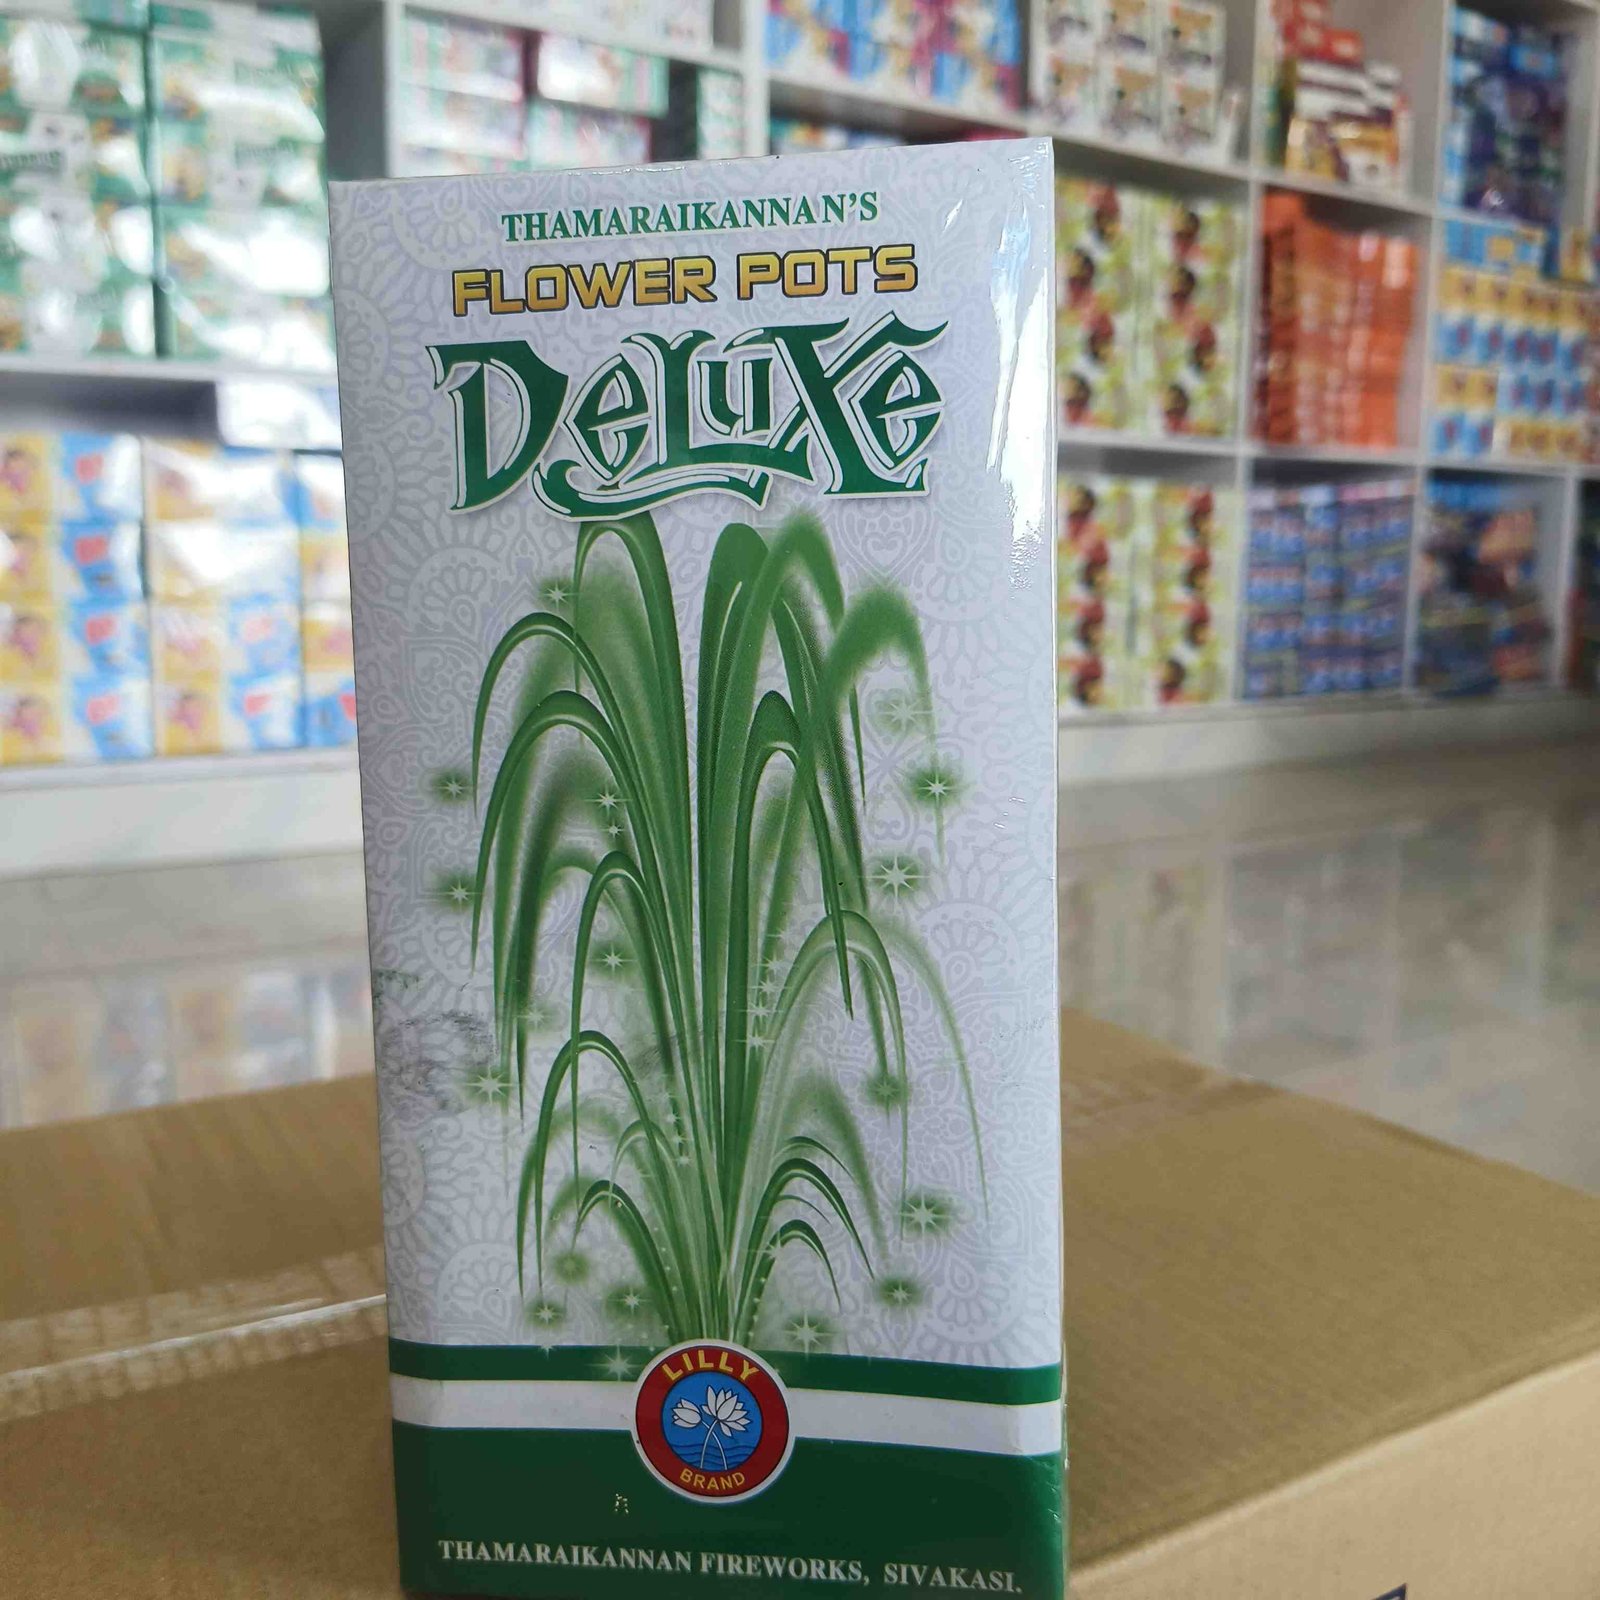 THAMARAIKANNAN'S
FLOWER POTS
DELUXE
LILLY
BRAND
THAMARAIKANNAN FIREWORKS, SIVAKASI.